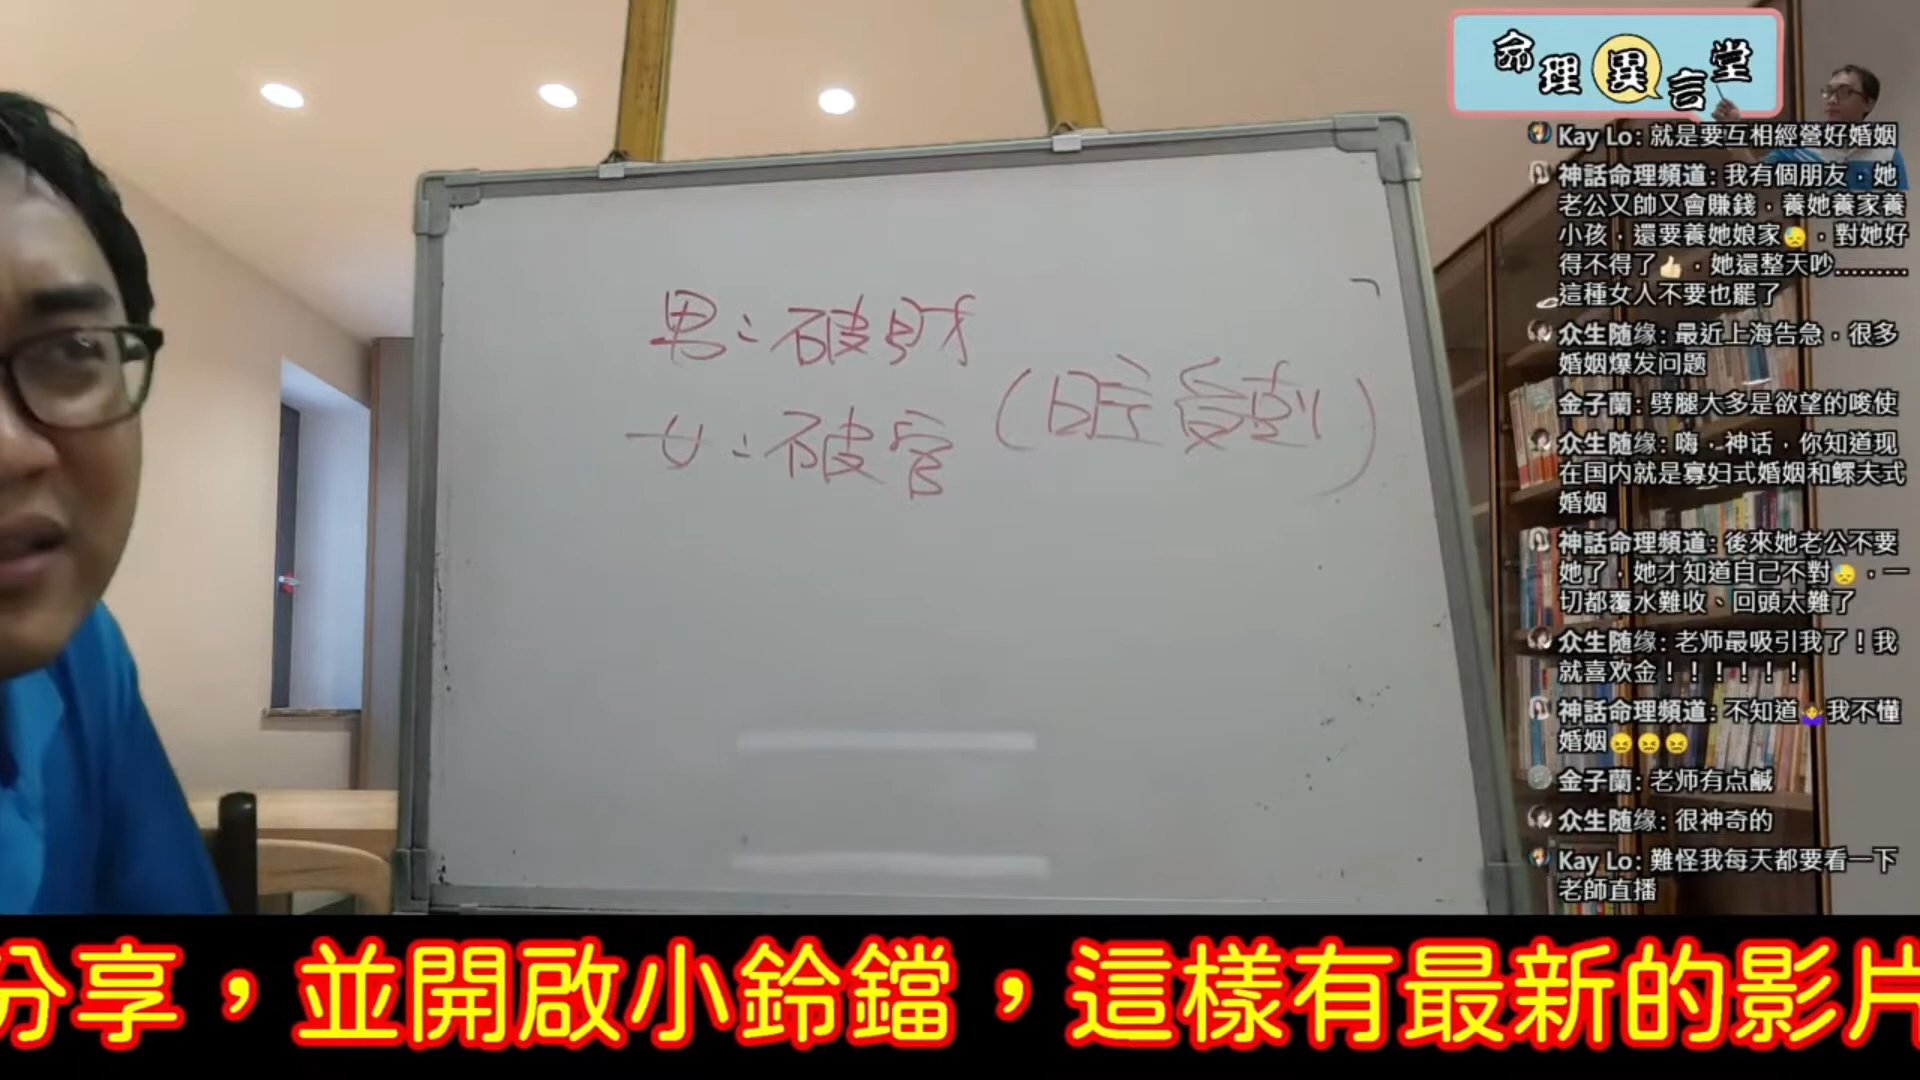 命理異言堂
男：破財
女：破官
(日主受剋)
Kay Lo: 就是要互相經營好婚姻
神話命理頻道: 我有個朋友，她
老公又帥又會賺錢，養她養家養
小孩，還要養她娘家😓，對她好
得不得了👍🏻，她還整天吵.........
這種女人不要也罷了
众生随缘: 最近上海告急，很多
婚姻爆发问题
金子蘭: 劈腿大多是欲望的唆使
众生随缘: 嗨，神话，你知道现
在国内就是寡妇式婚姻和鳏夫式
婚姻
神話命理頻道: 後來她老公不要
她了，她才知道自己不對😓，一
切都覆水難收、回頭太難了
众生随缘: 老师最吸引我了！我
就喜欢金！！！！！！
神話命理頻道: 不知道🤷‍♀️我不懂
婚姻😖😖😖
金子蘭: 老师有点鹹
众生随缘: 很神奇的
Kay Lo: 難怪我每天都要看一下
老師直播
分享，並開啟小鈴鐺，這樣有最新的影片